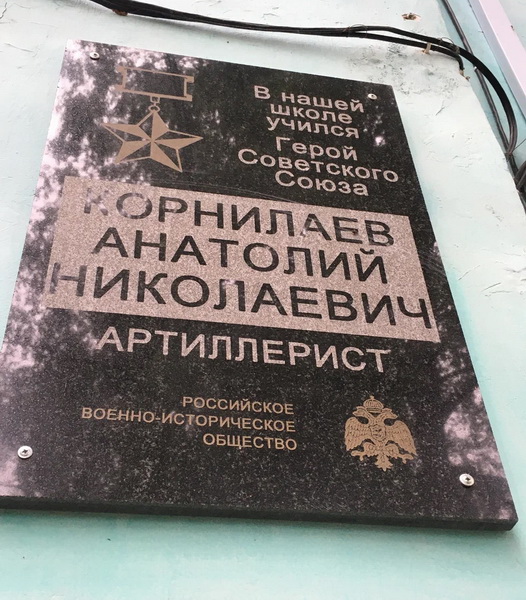 В нашей
школе
учился
Герой
Советского
Союза
КОРНИЛАЕВ
АНАТОЛИЙ
НИКОЛАЕВИЧ
АРТИЛЛЕРИСТ
РОССИЙСКОЕ
ВОЕННО-ИСТОРИЧЕСКОЕ
ОБЩЕСТВО